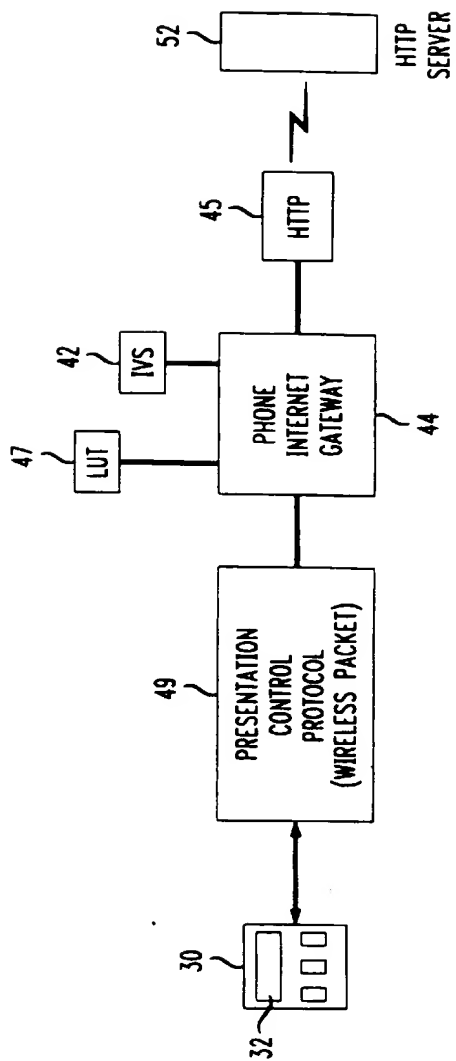 30
32
49
PRESENTATION
CONTROL
PROTOCOL
(WIRELESS PACKET)
47
LUT
42
IVS
PHONE
INTERNET
GATEWAY
44
45
HTTP
52
HTTP
SERVER